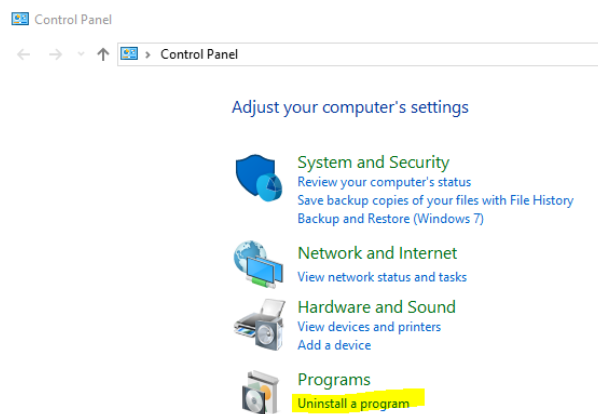 Control Panel
Control Panel
Adjust your computer's settings
System and Security
Review your computer's status
Save backup copies of your files with File History
Backup and Restore (Windows 7)
Network and Internet
View network status and tasks
Hardware and Sound
View devices and printers
Add a device
Programs
Uninstall a program